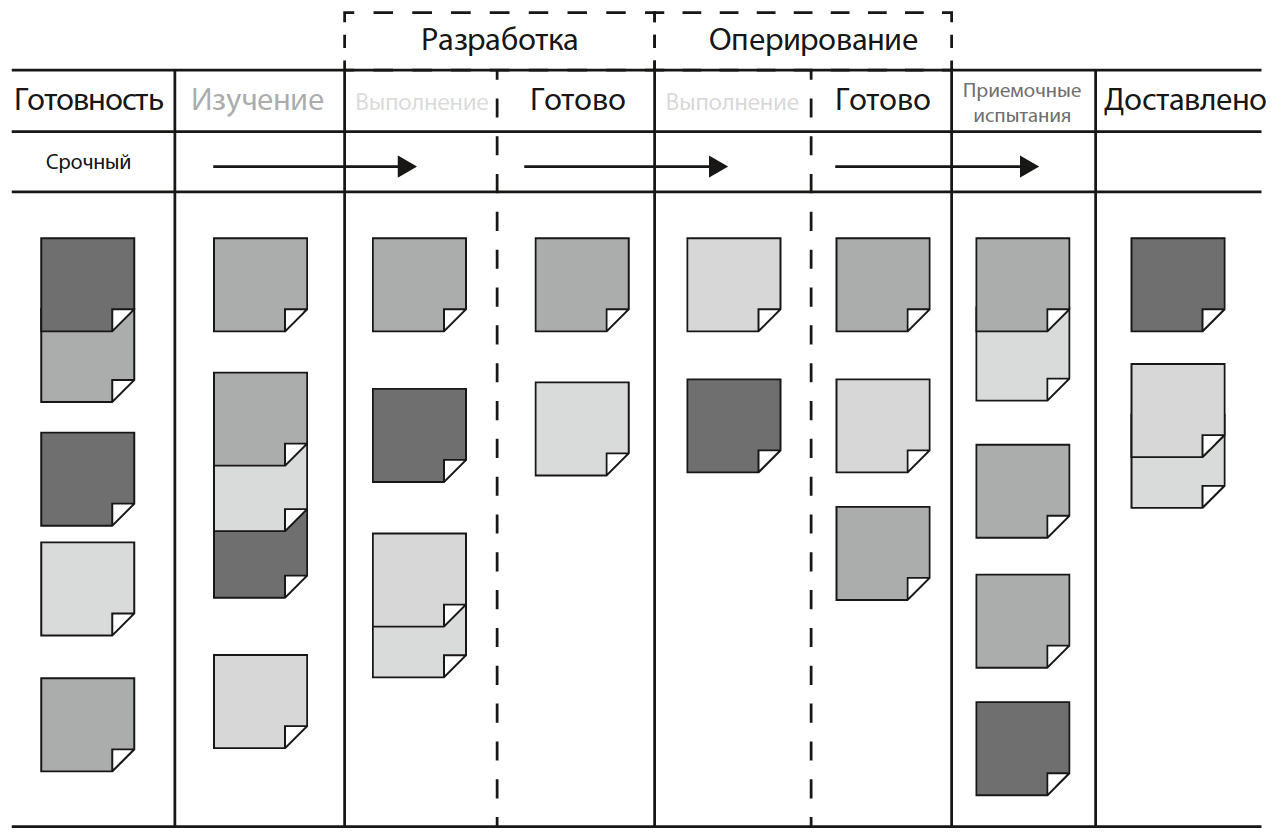 Разработка
Оперирование
Готовность
Изучение
Выполнение
Готово
Выполнение
Готово
Приемочные
испытания
Доставлено
Срочный